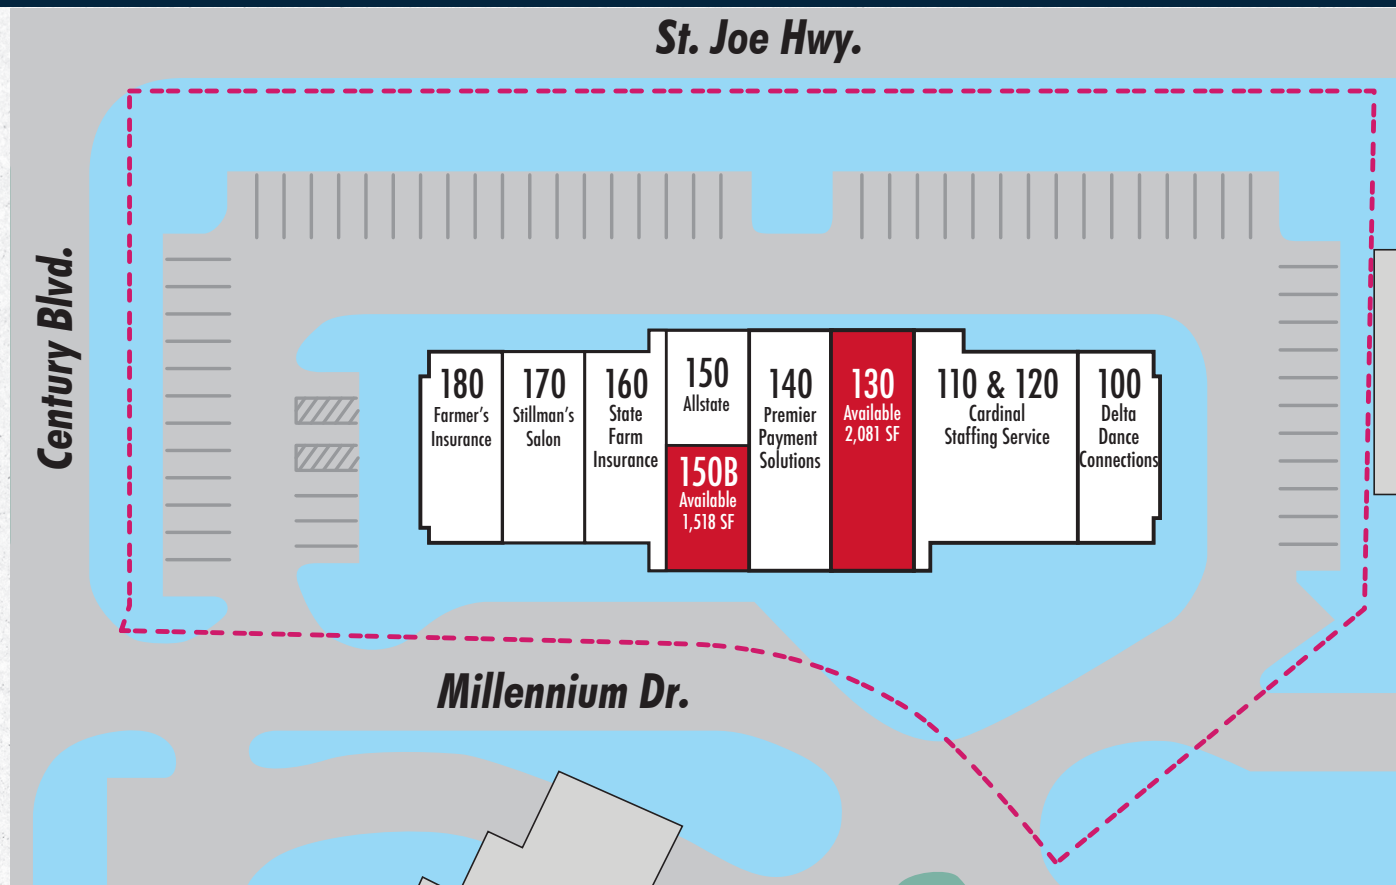 St. Joe Hwy.
Century Blvd.
180
Farmer's
Insurance
170
Stillman's
Salon
160
State
Farm
Insurance
150
Allstate
150B
Available
1,518 SF
140
Premier
Payment
Solutions
130
Available
2,081 SF
110 & 120
Cardinal
Staffing Service
100
Delta
Dance
Connections
Millennium Dr.